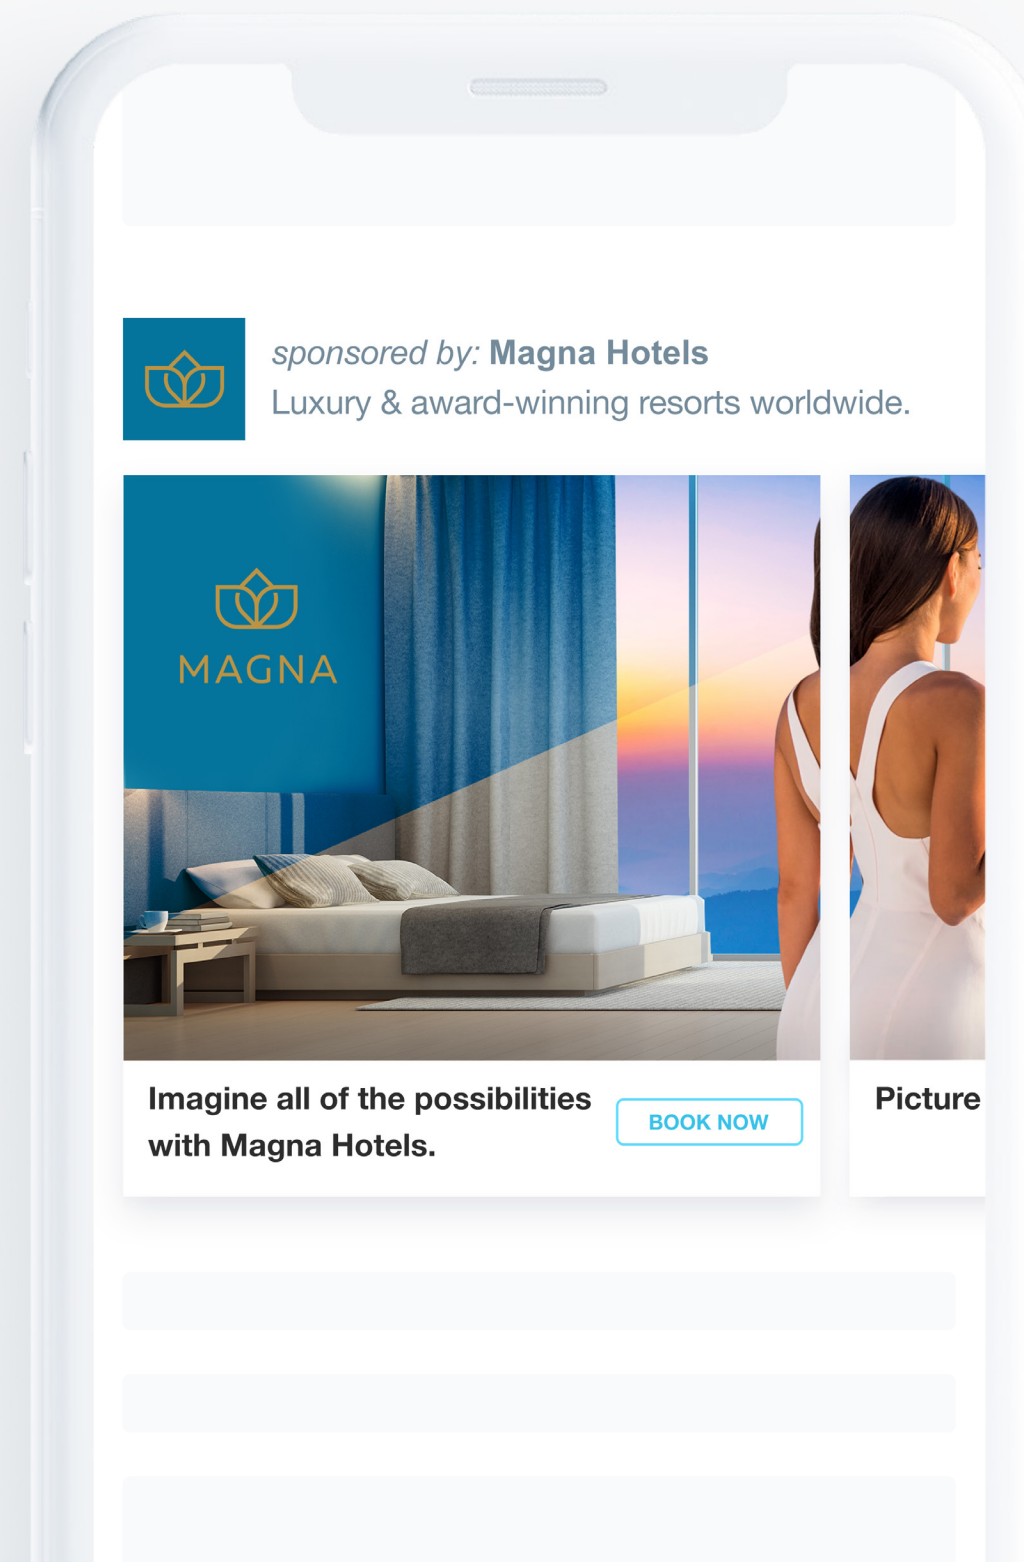 sponsored by: Magna Hotels
Luxury & award-winning resorts worldwide.
MAGNA
Imagine all of the possibilities
with Magna Hotels.
BOOK NOW
Picture